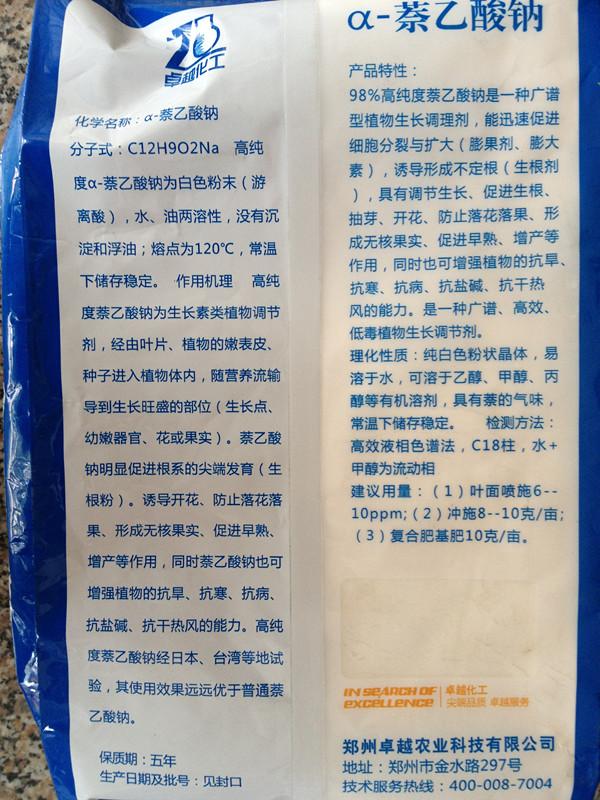 卓越化工
化学名称：α-萘乙酸钠
分子式：C12H9O2Na 高纯
度α-萘乙酸钠为白色粉末（游
离酸），水、油两溶性，没有沉
淀和浮油；熔点为120℃，常温
下储存稳定。 作用机理 高纯
度萘乙酸钠为生长素类植物调节
剂，经由叶片、植物的嫩表皮、
种子进入植物体内，随营养流输
导到生长旺盛的部位（生长点、
幼嫩器官、花或果实）。萘乙酸
钠明显促进根系的尖端发育（生
根粉）。诱导开花、防止落花落
果、形成无核果实、促进早熟、
增产等作用，同时萘乙酸钠也可
增强植物的抗旱、抗寒、抗病、
抗盐碱、抗干热风的能力。高纯
度萘乙酸钠经日本、台湾等地试
验，其使用效果远远优于普通萘
乙酸钠。
保质期：五年
生产日期及批号：见封口
α-萘乙酸钠
产品特性：
98%高纯度萘乙酸钠是一种广谱
型植物生长调理剂，能迅速促进
细胞分裂与扩大（膨果剂、膨大
素），诱导形成不定根（生根剂
），具有调节生长、促进生根、
抽芽、开花、防止落花落果、形
成无核果实、促进早熟、增产等
作用，同时也可增强植物的抗旱、
抗寒、抗病、抗盐碱、抗干热
风的能力。是一种广谱、高效、
低毒植物生长调节剂。
理化性质：纯白色粉状晶体，易
溶于水，可溶于乙醇、甲醇、丙
醇等有机溶剂，具有萘的气味，
常温下储存稳定。 检测方法：
高效液相色谱法，C18柱，水+
甲醇为流动相
建议用量：（1）叶面喷施6--
10ppm;（2）冲施8--10克/亩；
（3）复合肥基肥10克/亩。
IN SEARCH OF 卓越化工
EXCELLENCE 尖端品质 卓越服务
郑州卓越农业科技有限公司
地址：郑州市金水路297号
技术服务热线：400-008-7004